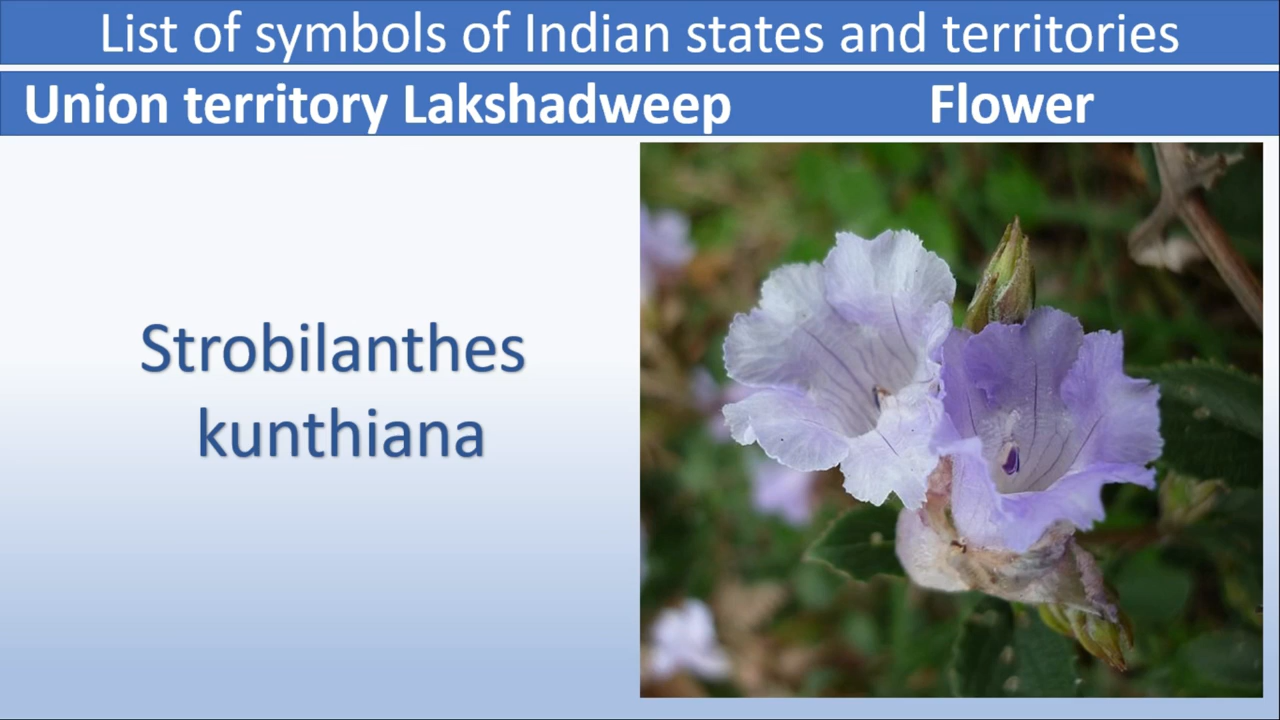 List of symbols of Indian states and territories
Union territory Lakshadweep Flower
Strobilanthes
kunthiana